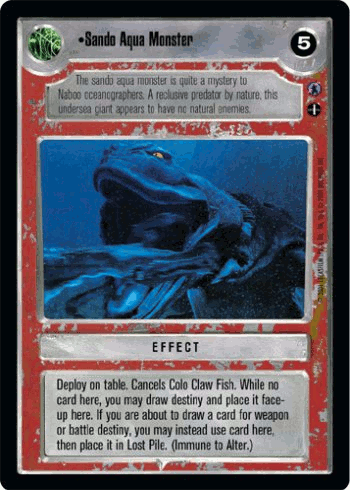 •Sando Aqua Monster
5
The sando aqua monster is quite a mystery to
Naboo oceanographers. A reclusive predator by nature, this
undersea giant appears to have no natural enemies.
EFFECT
Deploy on table. Cancels Colo Claw Fish. While no
card here, you may draw destiny and place it face-
up here. If you are about to draw a card for weapon
or battle destiny, you may instead use card here,
then place it in Lost Pile. (Immune to Alter.)